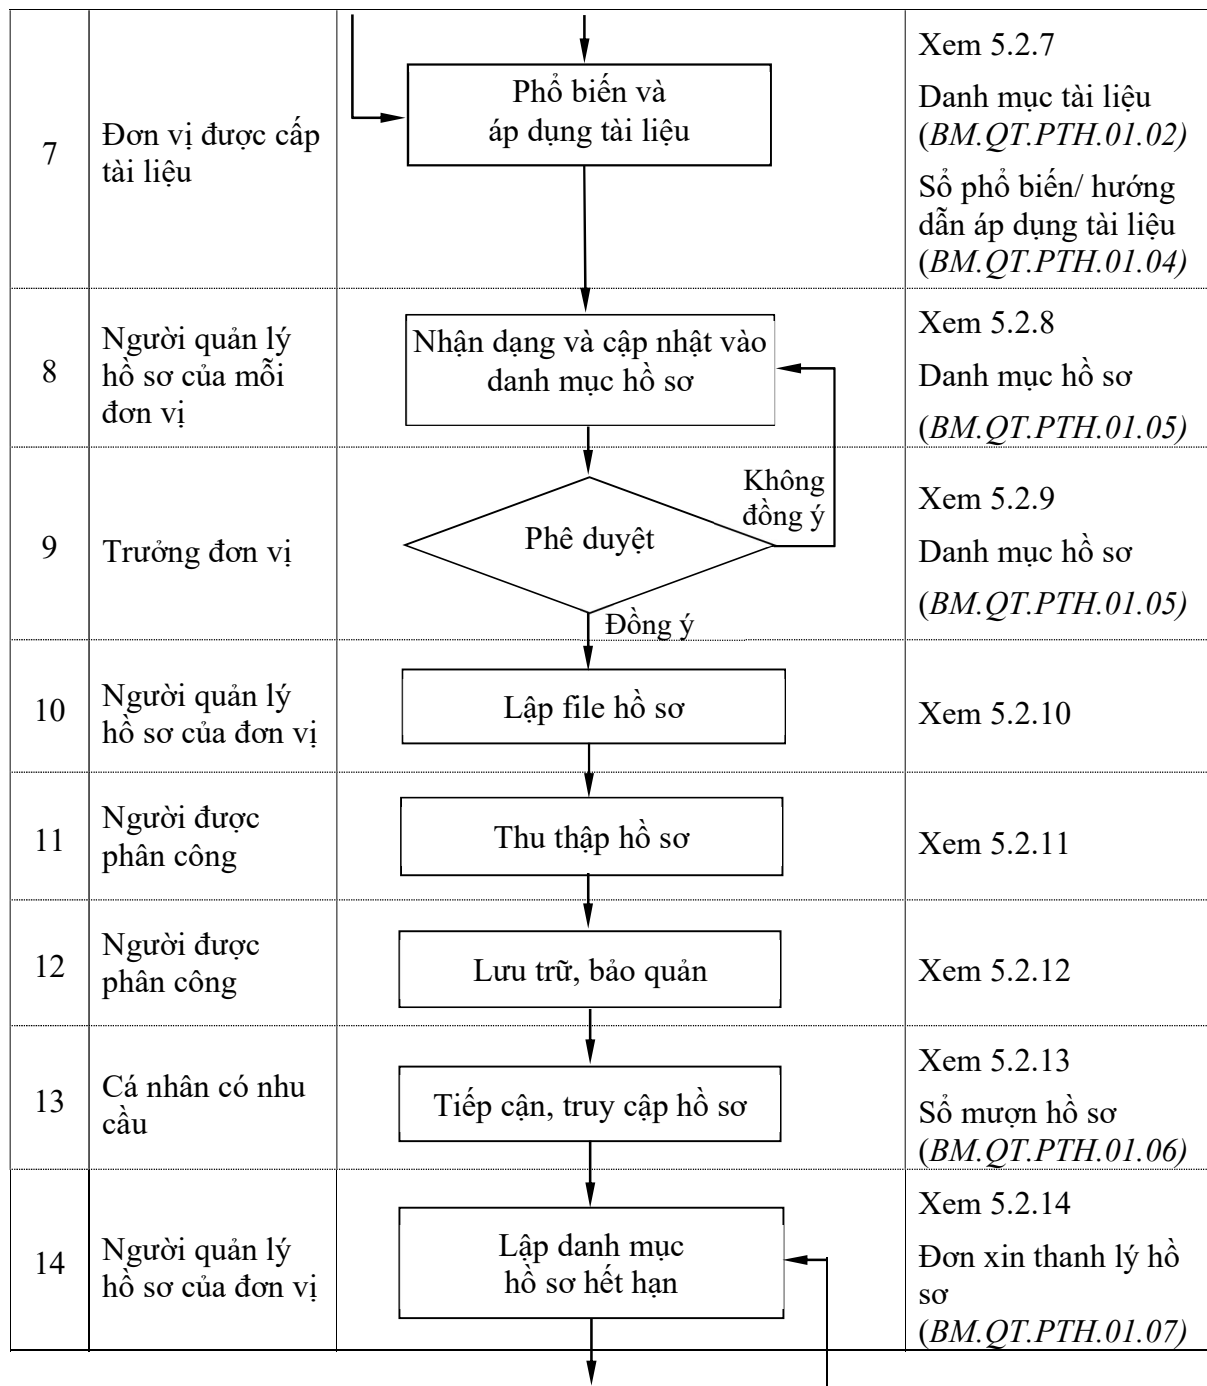 7
Đơn vị được cấp
tài liệu
Phổ biến và
áp dụng tài liệu
Xem 5.2.7
Danh mục tài liệu
(BM.QT.PTH.01.02)
Sổ phổ biến/ hướng
dẫn áp dụng tài liệu
(BM.QT.PTH.01.04)
8
Người quản lý
hồ sơ của mỗi
đơn vị
Nhận dạng và cập nhật vào
danh mục hồ sơ
Xem 5.2.8
Danh mục hồ sơ
(BM.QT.PTH.01.05)
9
Trưởng đơn vị
Phê duyệt
Không
đồng ý
Đồng ý
Xem 5.2.9
Danh mục hồ sơ
(BM.QT.PTH.01.05)
10
Người quản lý
hồ sơ của đơn vị
Lập file hồ sơ
Xem 5.2.10
11
Người được
phân công
Thu thập hồ sơ
Xem 5.2.11
12
Người được
phân công
Lưu trữ, bảo quản
Xem 5.2.12
13
Cá nhân có nhu
cầu
Tiếp cận, truy cập hồ sơ
Xem 5.2.13
Sổ mượn hồ sơ
(BM.QT.PTH.01.06)
14
Người quản lý
hồ sơ của đơn vị
Lập danh mục
hồ sơ hết hạn
Xem 5.2.14
Đơn xin thanh lý hồ
sơ
(BM.QT.PTH.01.07)